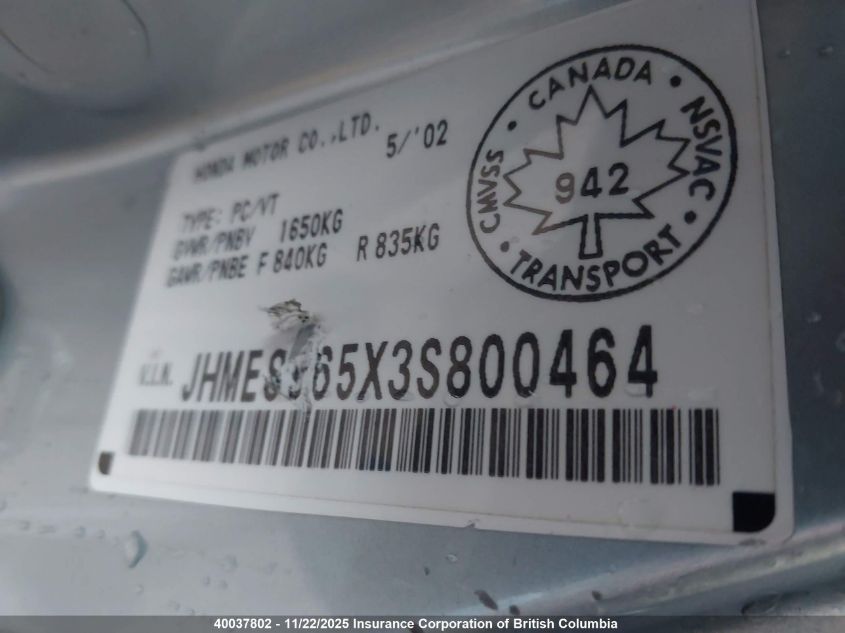 HONDA MOTOR CO.,LTD. 5/'02
TYPE: PC/VT
GVWR/PNBV 1650KG
GAWR/PNBE F 840KG R 835KG
CANADA • NSVAC • TRANSPORT • CMVSS •
942
V.I.N. JHMES965X3S800464
40037802 - 11/22/2025 Insurance Corporation of British Columbia